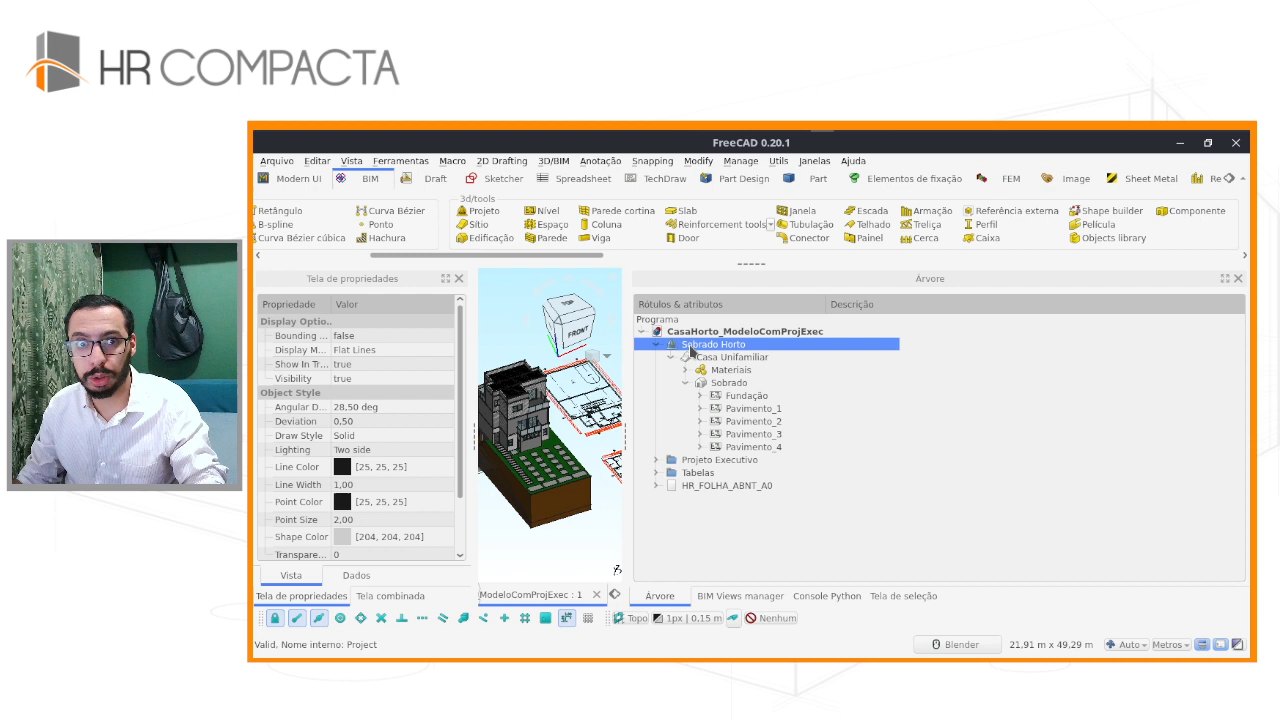 HR COMPACTA
FreeCAD 0.20.1
Arquivo Editar Vista Ferramentas Macro 2D Drafting 3D/BIM Anotação Snapping Modify Manage Utils Janelas Ajuda
Modern UI BIM Draft Sketcher Spreadsheet TechDraw Part Design Part Elementos de fixação FEM Image Sheet Metal Re
3d/tools
Retângulo Curva Bézier Projeto Nível Parede cortina Slab Janela Escada Armação Referência externa Shape builder Componente
B-spline Ponto Sítio Espaço Coluna Reinforcement tools Tubulação Telhado Treliça Perfil Película
Curva Bézier cúbica Hachura Edificação Parede Viga Door Conector Painel Cerca Caixa Objects library
Tela de propriedades
Árvore
Propriedade Valor
Display Optio..
Bounding ... false
Display M... Flat Lines
Show In Tr... true
Visibility true
Object Style
Angular D... 28,50 deg
Deviation 0,50
Draw Style Solid
Lighting Two side
Line Color [25, 25, 25]
Line Width 1,00
Point Color [25, 25, 25]
Point Size 2,00
Shape Color [204, 204, 204]
Transpare... 0
Vista Dados
Tela de propriedades Tela combinada
TOP
FRONT
ModeloComProjExec : 1
Rótulos & atributos Descrição
Programa
CasaHorto_ModeloComProjExec
Sobrado Horto
Casa Unifamiliar
Materiais
Sobrado
Fundação
Pavimento_1
Pavimento_2
Pavimento_3
Pavimento_4
Projeto Executivo
Tabelas
HR_FOLHA_ABNT_A0
Árvore BIM Views manager Console Python Tela de seleção
Topo 1px | 0.15 m Nenhum
Valid, Nome interno: Project
Blender 21,91 m x 49,29 m Auto Metros